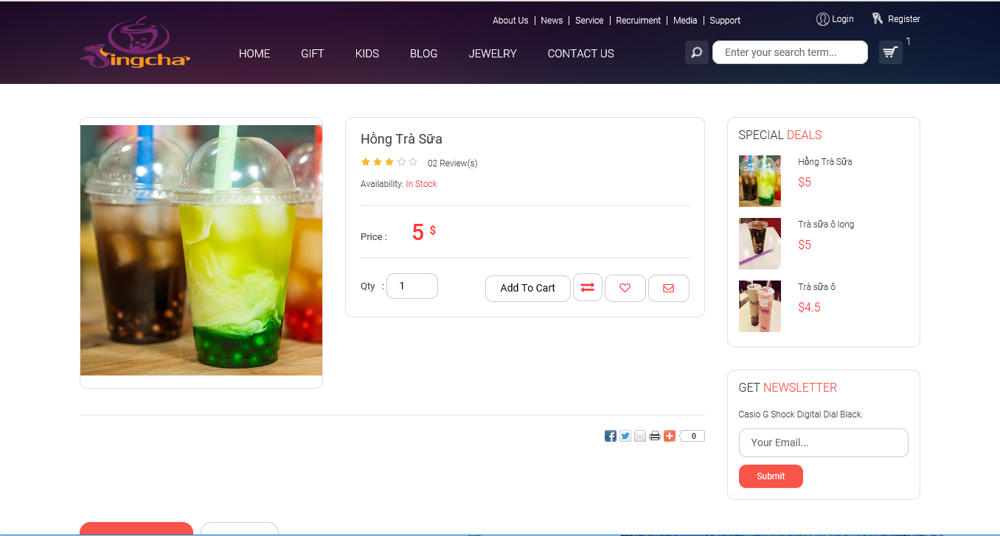 About Us | News | Service | Recruiment | Media | Support
Login
Register
Singcha
HOME
GIFT
KIDS
BLOG
JEWELRY
CONTACT US
Enter your search term...
1
Hồng Trà Sữa
02 Review(s)
Availability: In Stock
Price : 5 $
Qty : 1
Add To Cart
0
SPECIAL DEALS
Hồng Trà Sữa
$5
Trà sữa ô long
$5
Trà sữa ô
$4.5
GET NEWSLETTER
Casio G Shock Digital Dial Black.
Your Email...
Submit